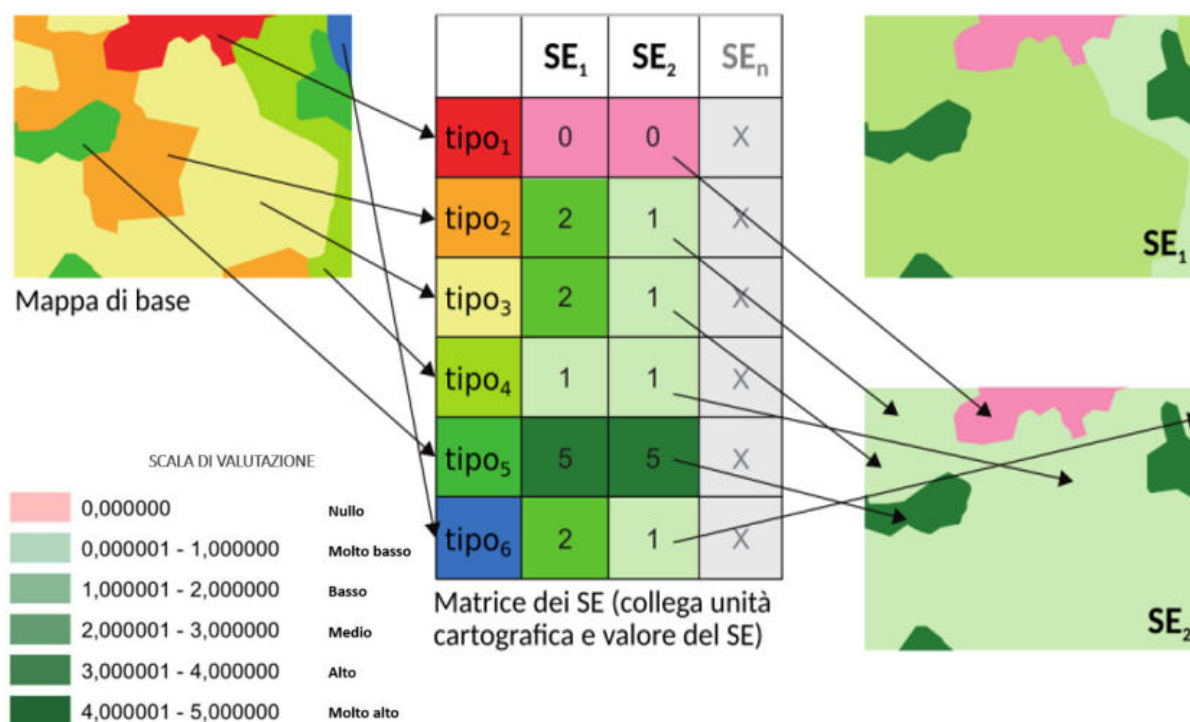 SE1 SE2 SEn
tipo1 0 0 X
tipo2 2 1 X
tipo3 2 1 X
tipo4 1 1 X
tipo5 5 5 X
tipo6 2 1 X
Mappa di base
SE1
SCALA DI VALUTAZIONE
0,000000 Nullo
0,000001 - 1,000000 Molto basso
1,000001 - 2,000000 Basso
2,000001 - 3,000000 Medio
3,000001 - 4,000000 Alto
4,000001 - 5,000000 Molto alto
Matrice dei SE (collega unità
cartografica e valore del SE)
SE2